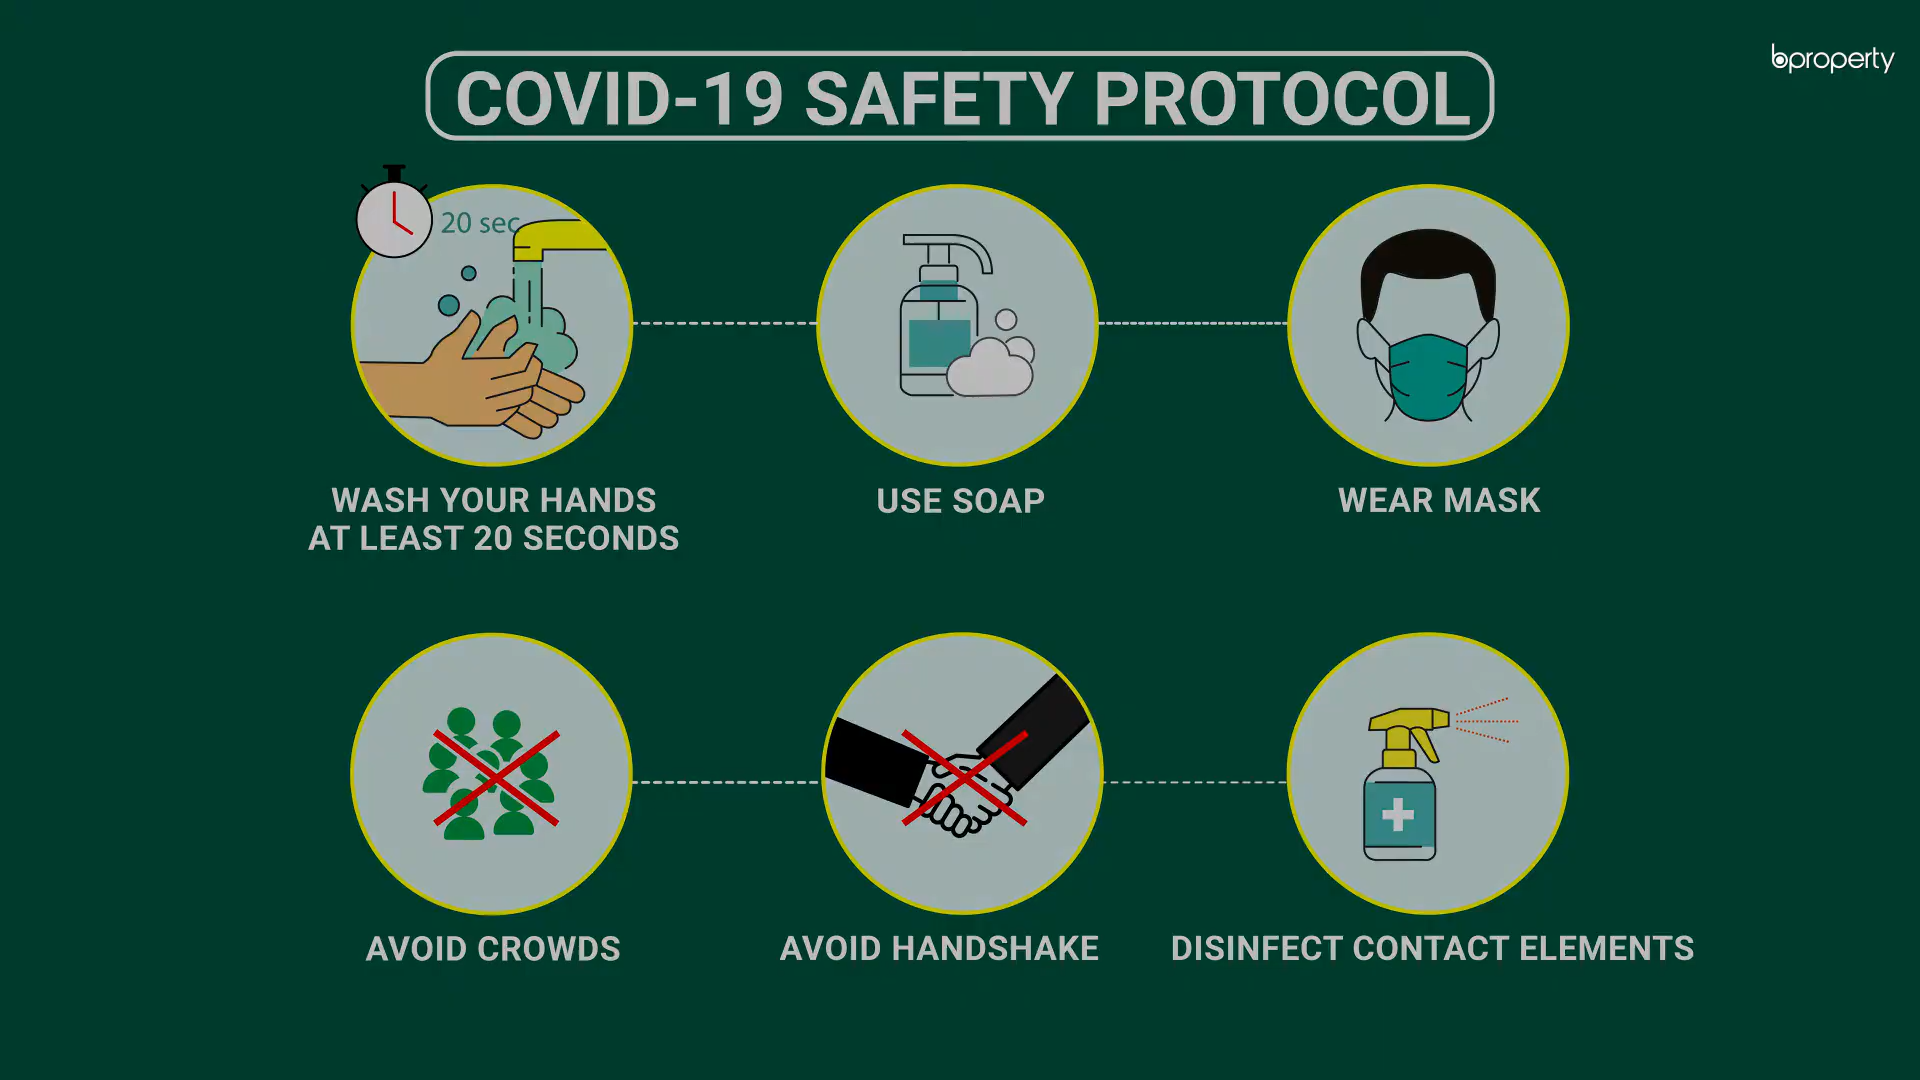 bproperty
COVID-19 SAFETY PROTOCOL
20 sec
WASH YOUR HANDS
AT LEAST 20 SECONDS
USE SOAP
WEAR MASK
AVOID CROWDS
AVOID HANDSHAKE
DISINFECT CONTACT ELEMENTS